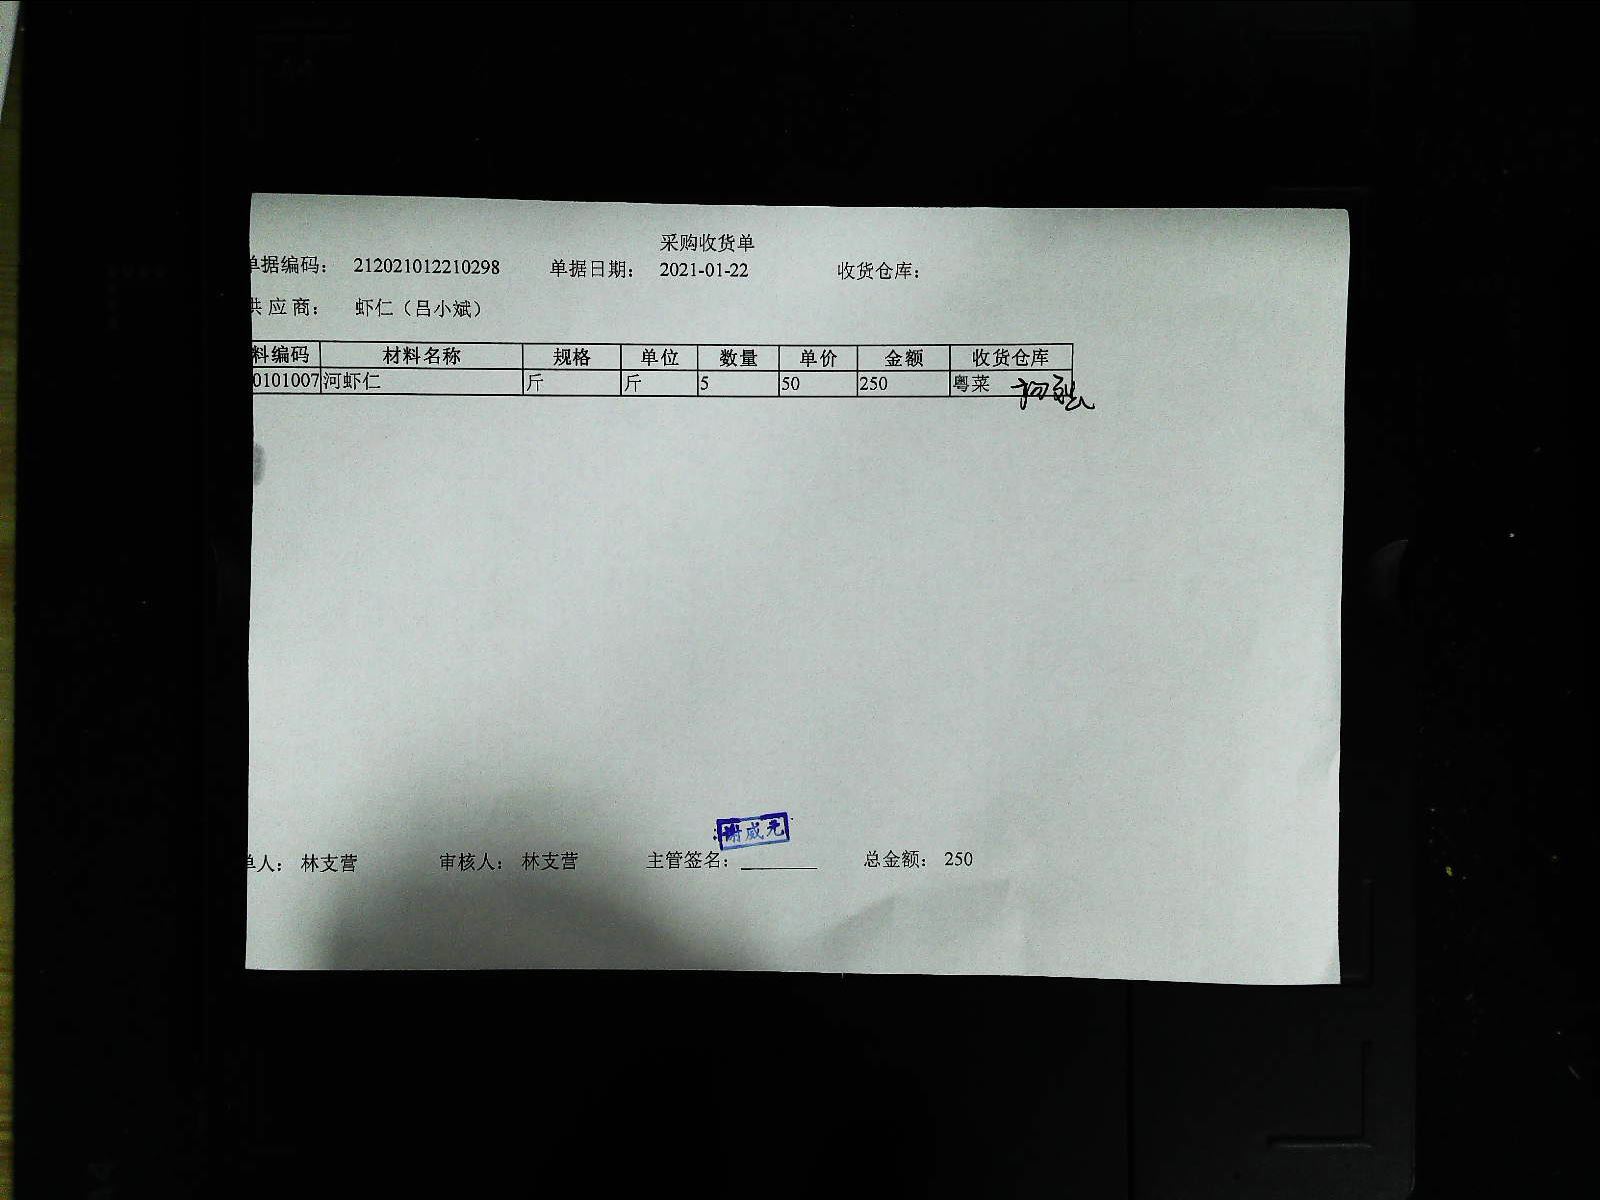 采购收货单
单据编码： 212021012210298 单据日期： 2021-01-22 收货仓库：
供 应 商： 虾仁（吕小斌）
料编码 材料名称 规格 单位 数量 单价 金额 收货仓库
0101007 河虾仁 斤 斤 5 50 250 粤菜
谢威元
单人： 林支营 审核人： 林支营 主管签名： 总金额： 250